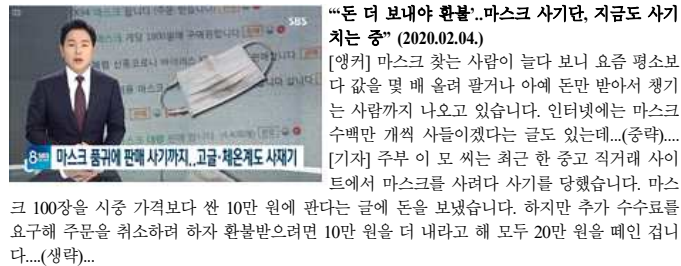 SBS
개당 1800원에 구매
8 SBS
마스크 품귀에 판매 사기까지..고글·체온계도 사재기
“‘돈 더 보내야 환불’..마스크 사기단, 지금도 사기
치는 중” (2020.02.04.)
[앵커] 마스크 찾는 사람이 늘다 보니 요즘 평소보
다 값을 몇 배 올려 팔거나 아예 돈만 받아서 챙기
는 사람까지 나오고 있습니다. 인터넷에는 마스크
수백만 개씩 사들이겠다는 글도 있는데...(중략)....
[기자] 주부 이 모 씨는 최근 한 중고 직거래 사이
트에서 마스크를 사려다 사기를 당했습니다. 마스
크 100장을 시중 가격보다 싼 10만 원에 판다는 글에 돈을 보냈습니다. 하지만 추가 수수료를
요구해 주문을 취소하려 하자 환불받으려면 10만 원을 더 내라고 해 모두 20만 원을 떼인 겁니
다....(생략)...